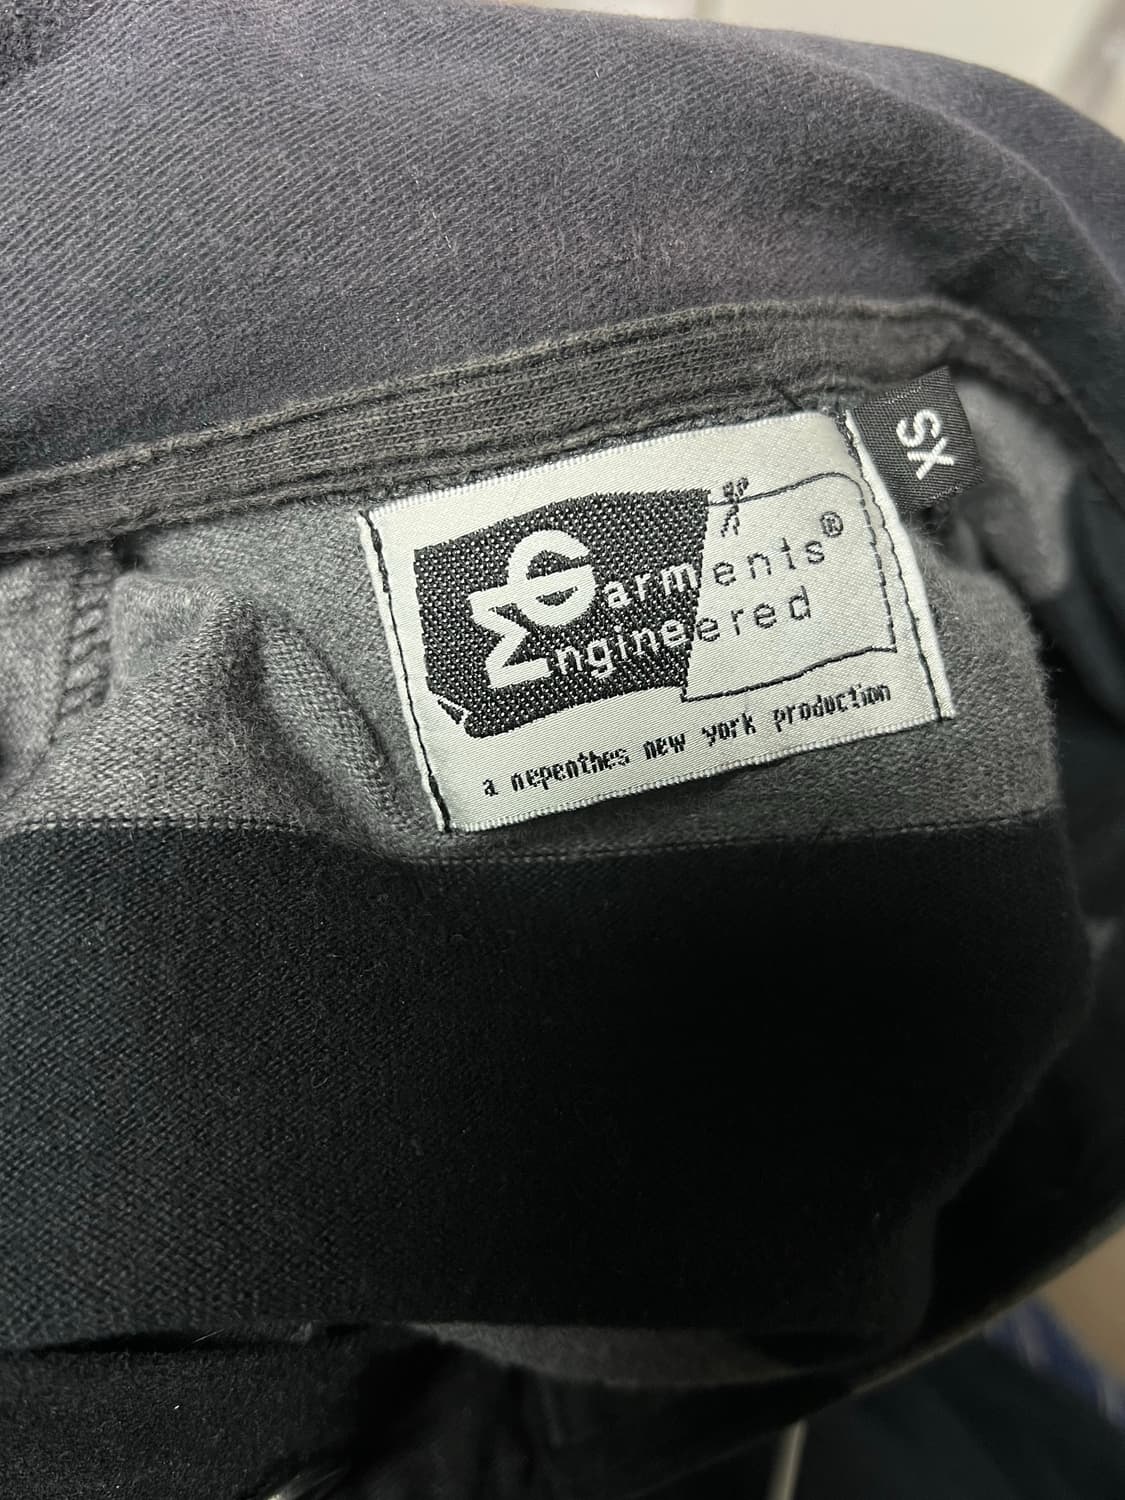 Garments®
Engineered
a nepenthes new york production
XS